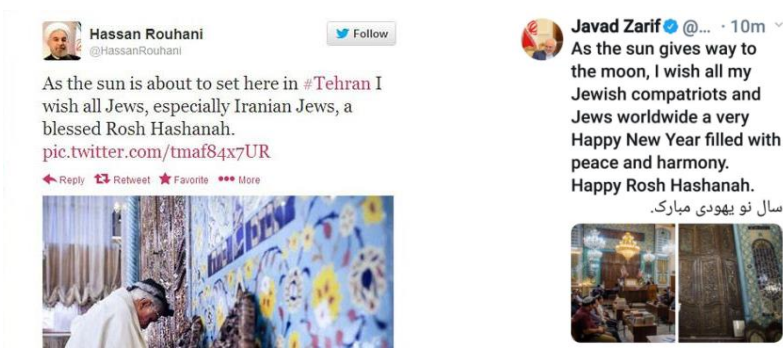 Hassan Rouhani
@HassanRouhani
Follow
As the sun is about to set here in #Tehran I
wish all Jews, especially Iranian Jews, a
blessed Rosh Hashanah.
pic.twitter.com/tmaf84x7UR
Reply Retweet Favorite More
Javad Zarif @... · 10m
As the sun gives way to
the moon, I wish all my
Jewish compatriots and
Jews worldwide a very
Happy New Year filled with
peace and harmony.
Happy Rosh Hashanah.
سال نو یهودی مبارک.